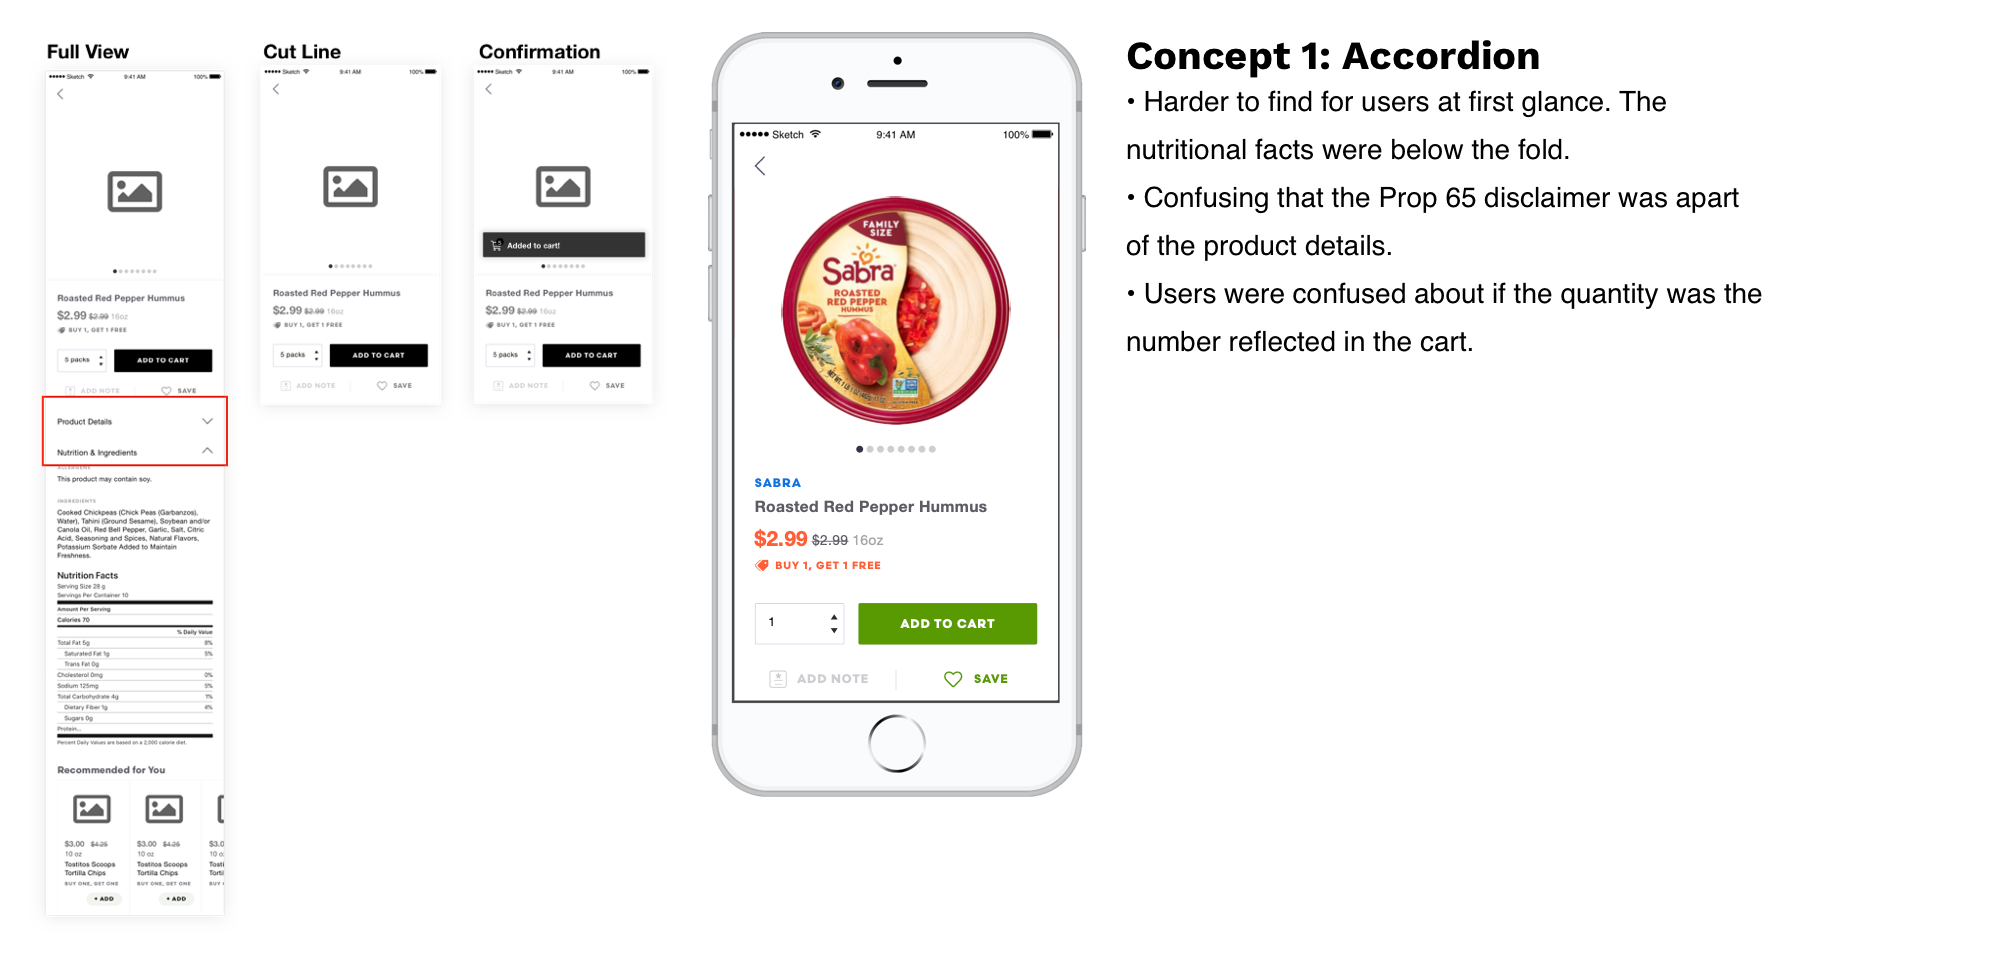 Full View
Sketch 9:41 AM 100%
Roasted Red Pepper Hummus
$2.99 $2.99 16oz
BUY 1, GET 1 FREE
5 packs ADD TO CART
ADD NOTE SAVE
Product Details
Nutrition & Ingredients
ALLERGENS
This product may contain soy.
INGREDIENTS
Cooked Chickpeas (Chick Peas (Garbanzos),
Water), Tahini (Ground Sesame), Soybean and/or
Canola Oil, Red Bell Pepper, Garlic, Salt, Citric
Acid, Seasoning and Spices, Natural Flavors,
Potassium Sorbate Added to Maintain
Freshness.
Nutrition Facts
Serving Size 28 g
Servings Per Container 10
Amount Per Serving
Calories 70
% Daily Value
Total Fat 5g 8%
Saturated Fat 1g 5%
Trans Fat 0g
Cholesterol 0mg 0%
Sodium 125mg 5%
Total Carbohydrate 4g 1%
Dietary Fiber 1g 4%
Sugars 0g
Protein...
Percent Daily Values are based on a 2,000 calorie diet.
Recommended for You
$3.00 $4.25 $3.00 $4.25 $3.0
10 oz 10 oz 10 o
Tostitos Scoops Tostitos Scoops Tosti
Tortilla Chips Tortilla Chips Torti
BUY ONE, GET ONE BUY ONE, GET ONE BUY
+ ADD + ADD
Cut Line
Sketch 9:41 AM 100%
Roasted Red Pepper Hummus
$2.99 $2.99 16oz
BUY 1, GET 1 FREE
5 packs ADD TO CART
ADD NOTE SAVE
Confirmation
Sketch 9:41 AM 100%
Added to cart!
Roasted Red Pepper Hummus
$2.99 $2.99 16oz
BUY 1, GET 1 FREE
5 packs ADD TO CART
ADD NOTE SAVE
Sketch 9:41 AM 100%
FAMILY
SIZE
Sabra
ROASTED
RED PEPPER
HUMMUS
SABRA
Roasted Red Pepper Hummus
$2.99 $2.99 16oz
BUY 1, GET 1 FREE
1 ADD TO CART
ADD NOTE SAVE
Concept 1: Accordion
• Harder to find for users at first glance. The
nutritional facts were below the fold.
• Confusing that the Prop 65 disclaimer was apart
of the product details.
• Users were confused about if the quantity was the
number reflected in the cart.